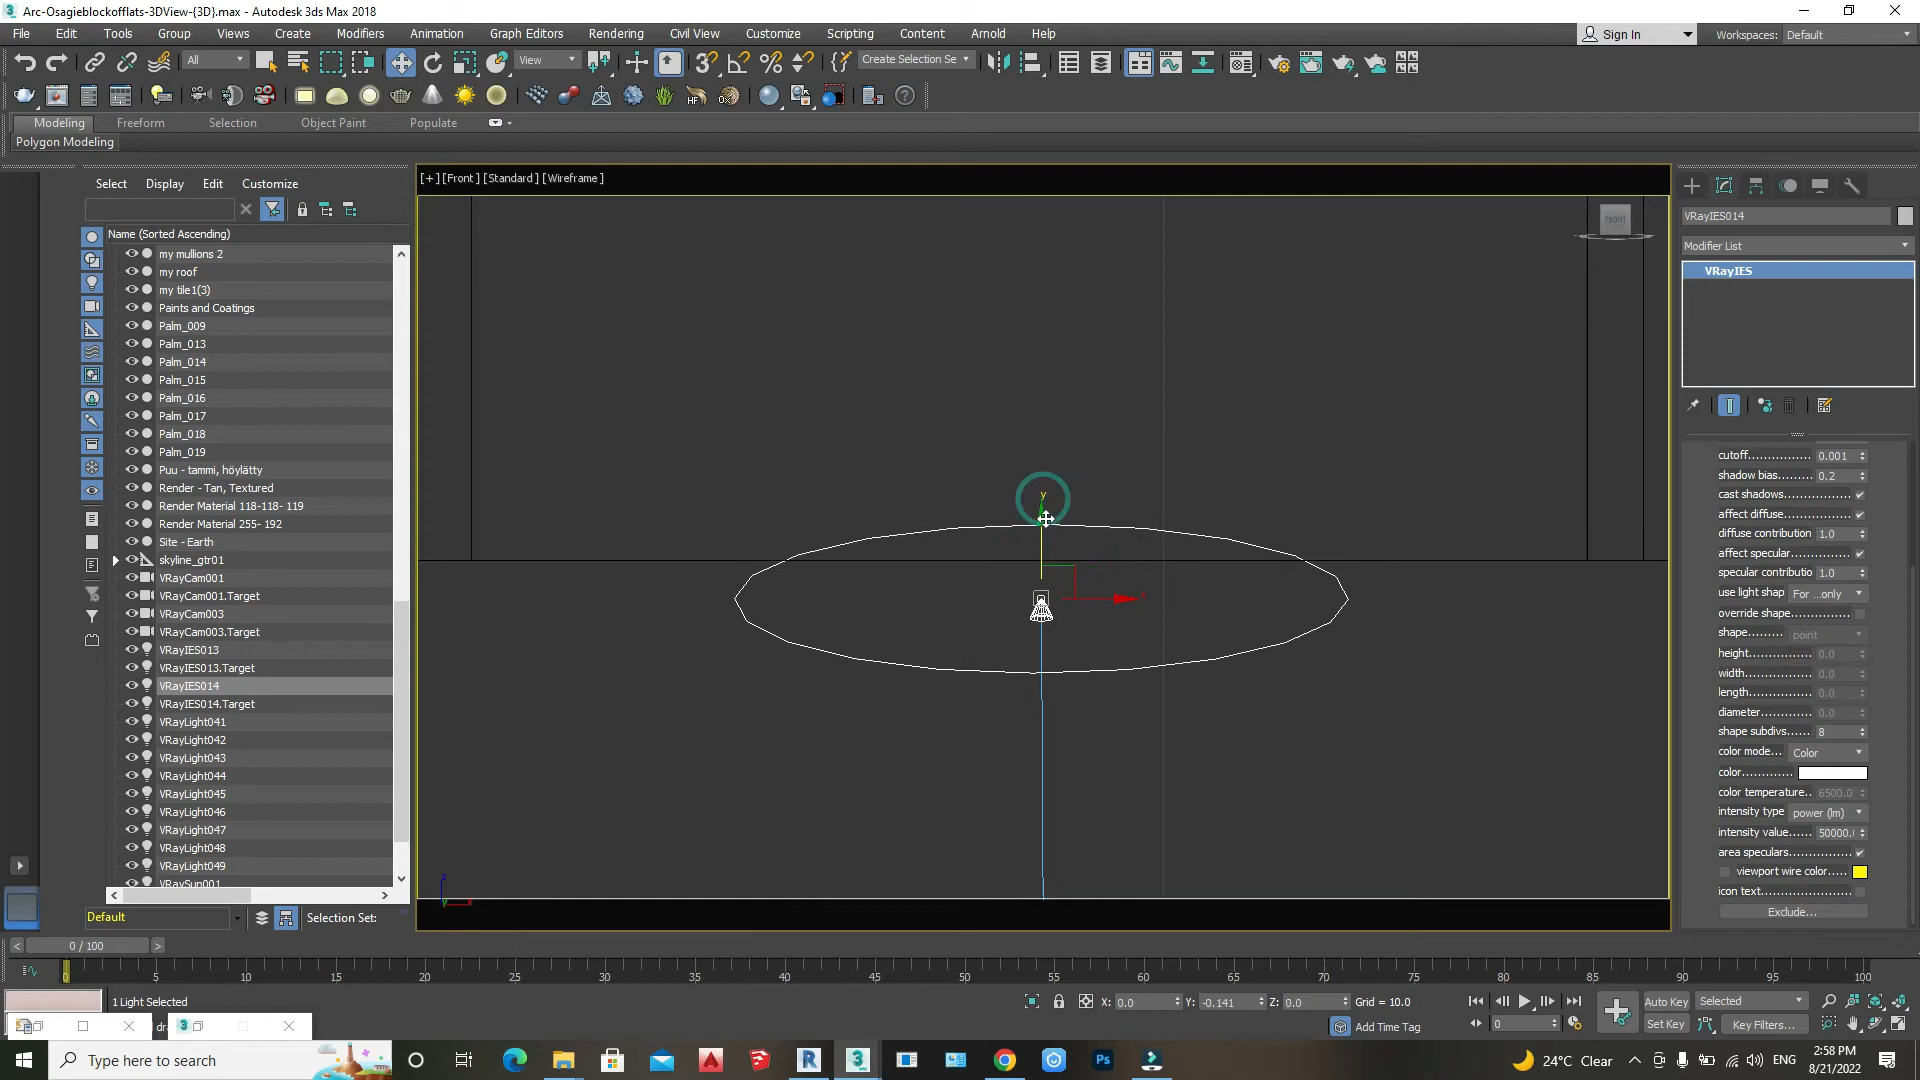 Arc-Osagieblockofflats-3DView-{3D}.max - Autodesk 3ds Max 2018
File Edit Tools Group Views Create Modifiers Animation Graph Editors Rendering Civil View Customize Scripting Content Arnold Help
Sign In Workspaces: Default
All View Create Selection Se
Modeling Freeform Selection Object Paint Populate
Polygon Modeling
Select Display Edit Customize
[+] [Front] [Standard] [Wireframe]
FRONT
VRayIES014
Name (Sorted Ascending)
Modifier List
my mullions 2
VRayIES
my roof
my tile1(3)
Paints and Coatings
Palm_009
Palm_013
Palm_014
Palm_015
Palm_016
Palm_017
Palm_018
Palm_019
Puu - tammi, höylätty
Render - Tan, Textured
Render Material 118-118- 119
Render Material 255- 192
Site - Earth
skyline_gtr01
VRayCam001
VRayCam001.Target
VRayCam003
VRayCam003.Target
VRayIES013
VRayIES013.Target
VRayIES014
VRayIES014.Target
VRayLight041
VRayLight042
VRayLight043
VRayLight044
VRayLight045
VRayLight046
VRayLight047
VRayLight048
VRayLight049
VRaySun001
y
x
z
cutoff............... 0.001
shadow bias......... 0.2
cast shadows.........
affect diffuse.........
diffuse contribution 1.0
affect specular.......
specular contributio 1.0
use light shap For ...only
override shape.......
shape................ point
height............... 0.0
width................ 0.0
length............... 0.0
diameter............ 0.0
shape subdivs...... 8
color mode... Color
color.............
color temperature.. 6500.0
intensity type power (lm)
intensity value...... 50000.
area speculars.......
viewport wire color.....
icon text...............
Exclude...
Default Selection Set:
0 / 100
0 5 10 15 20 25 30 35 40 45 50 55 60 65 70 75 80 85 90 95 100
1 Light Selected X: 0.0 Y: -0.141 Z: 0.0 Grid = 10.0 Auto Key Selected
Add Time Tag 0 Set Key Key Filters...
Type here to search
24°C Clear ENG
2:58 PM
8/21/2022